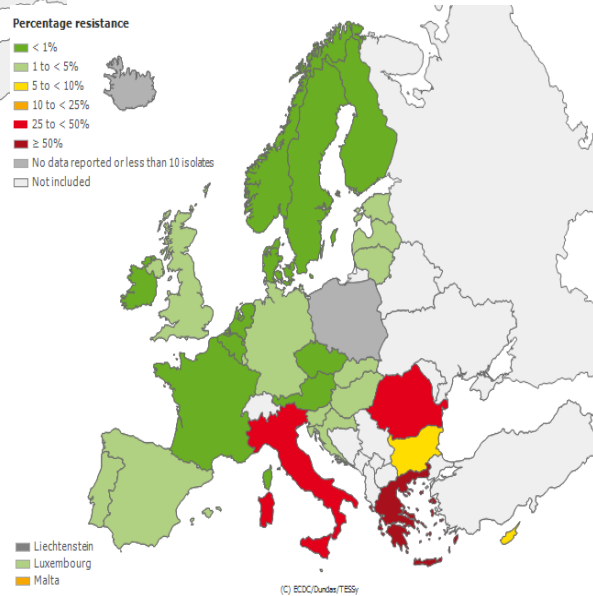 Percentage resistance
< 1%
1 to < 5%
5 to < 10%
10 to < 25%
25 to < 50%
≥ 50%
No data reported or less than 10 isolates
Not included
Liechtenstein
Luxembourg
Malta
(C) ECDC/Dundas/TESSy